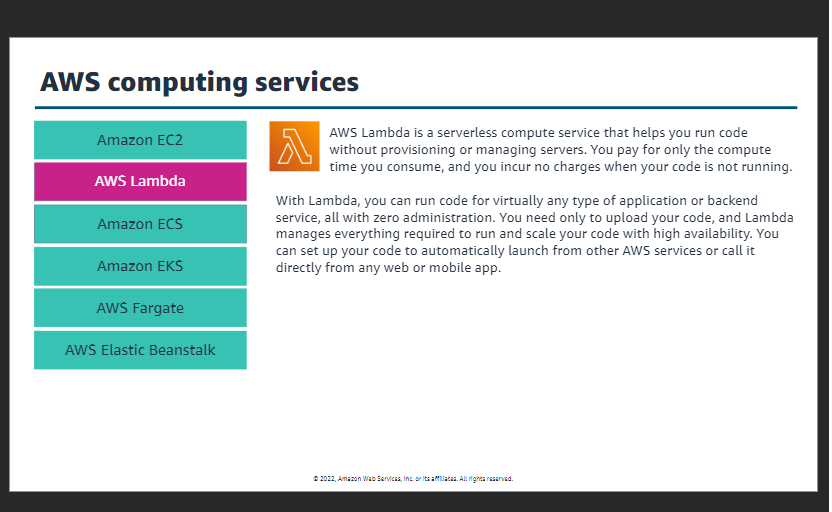 AWS computing services
Amazon EC2
AWS Lambda
Amazon ECS
Amazon EKS
AWS Fargate
AWS Elastic Beanstalk
AWS Lambda is a serverless compute service that helps you run code
without provisioning or managing servers. You pay for only the compute
time you consume, and you incur no charges when your code is not running.
With Lambda, you can run code for virtually any type of application or backend
service, all with zero administration. You need only to upload your code, and Lambda
manages everything required to run and scale your code with high availability. You
can set up your code to automatically launch from other AWS services or call it
directly from any web or mobile app.
© 2022, Amazon Web Services, Inc. or its affiliates. All rights reserved.